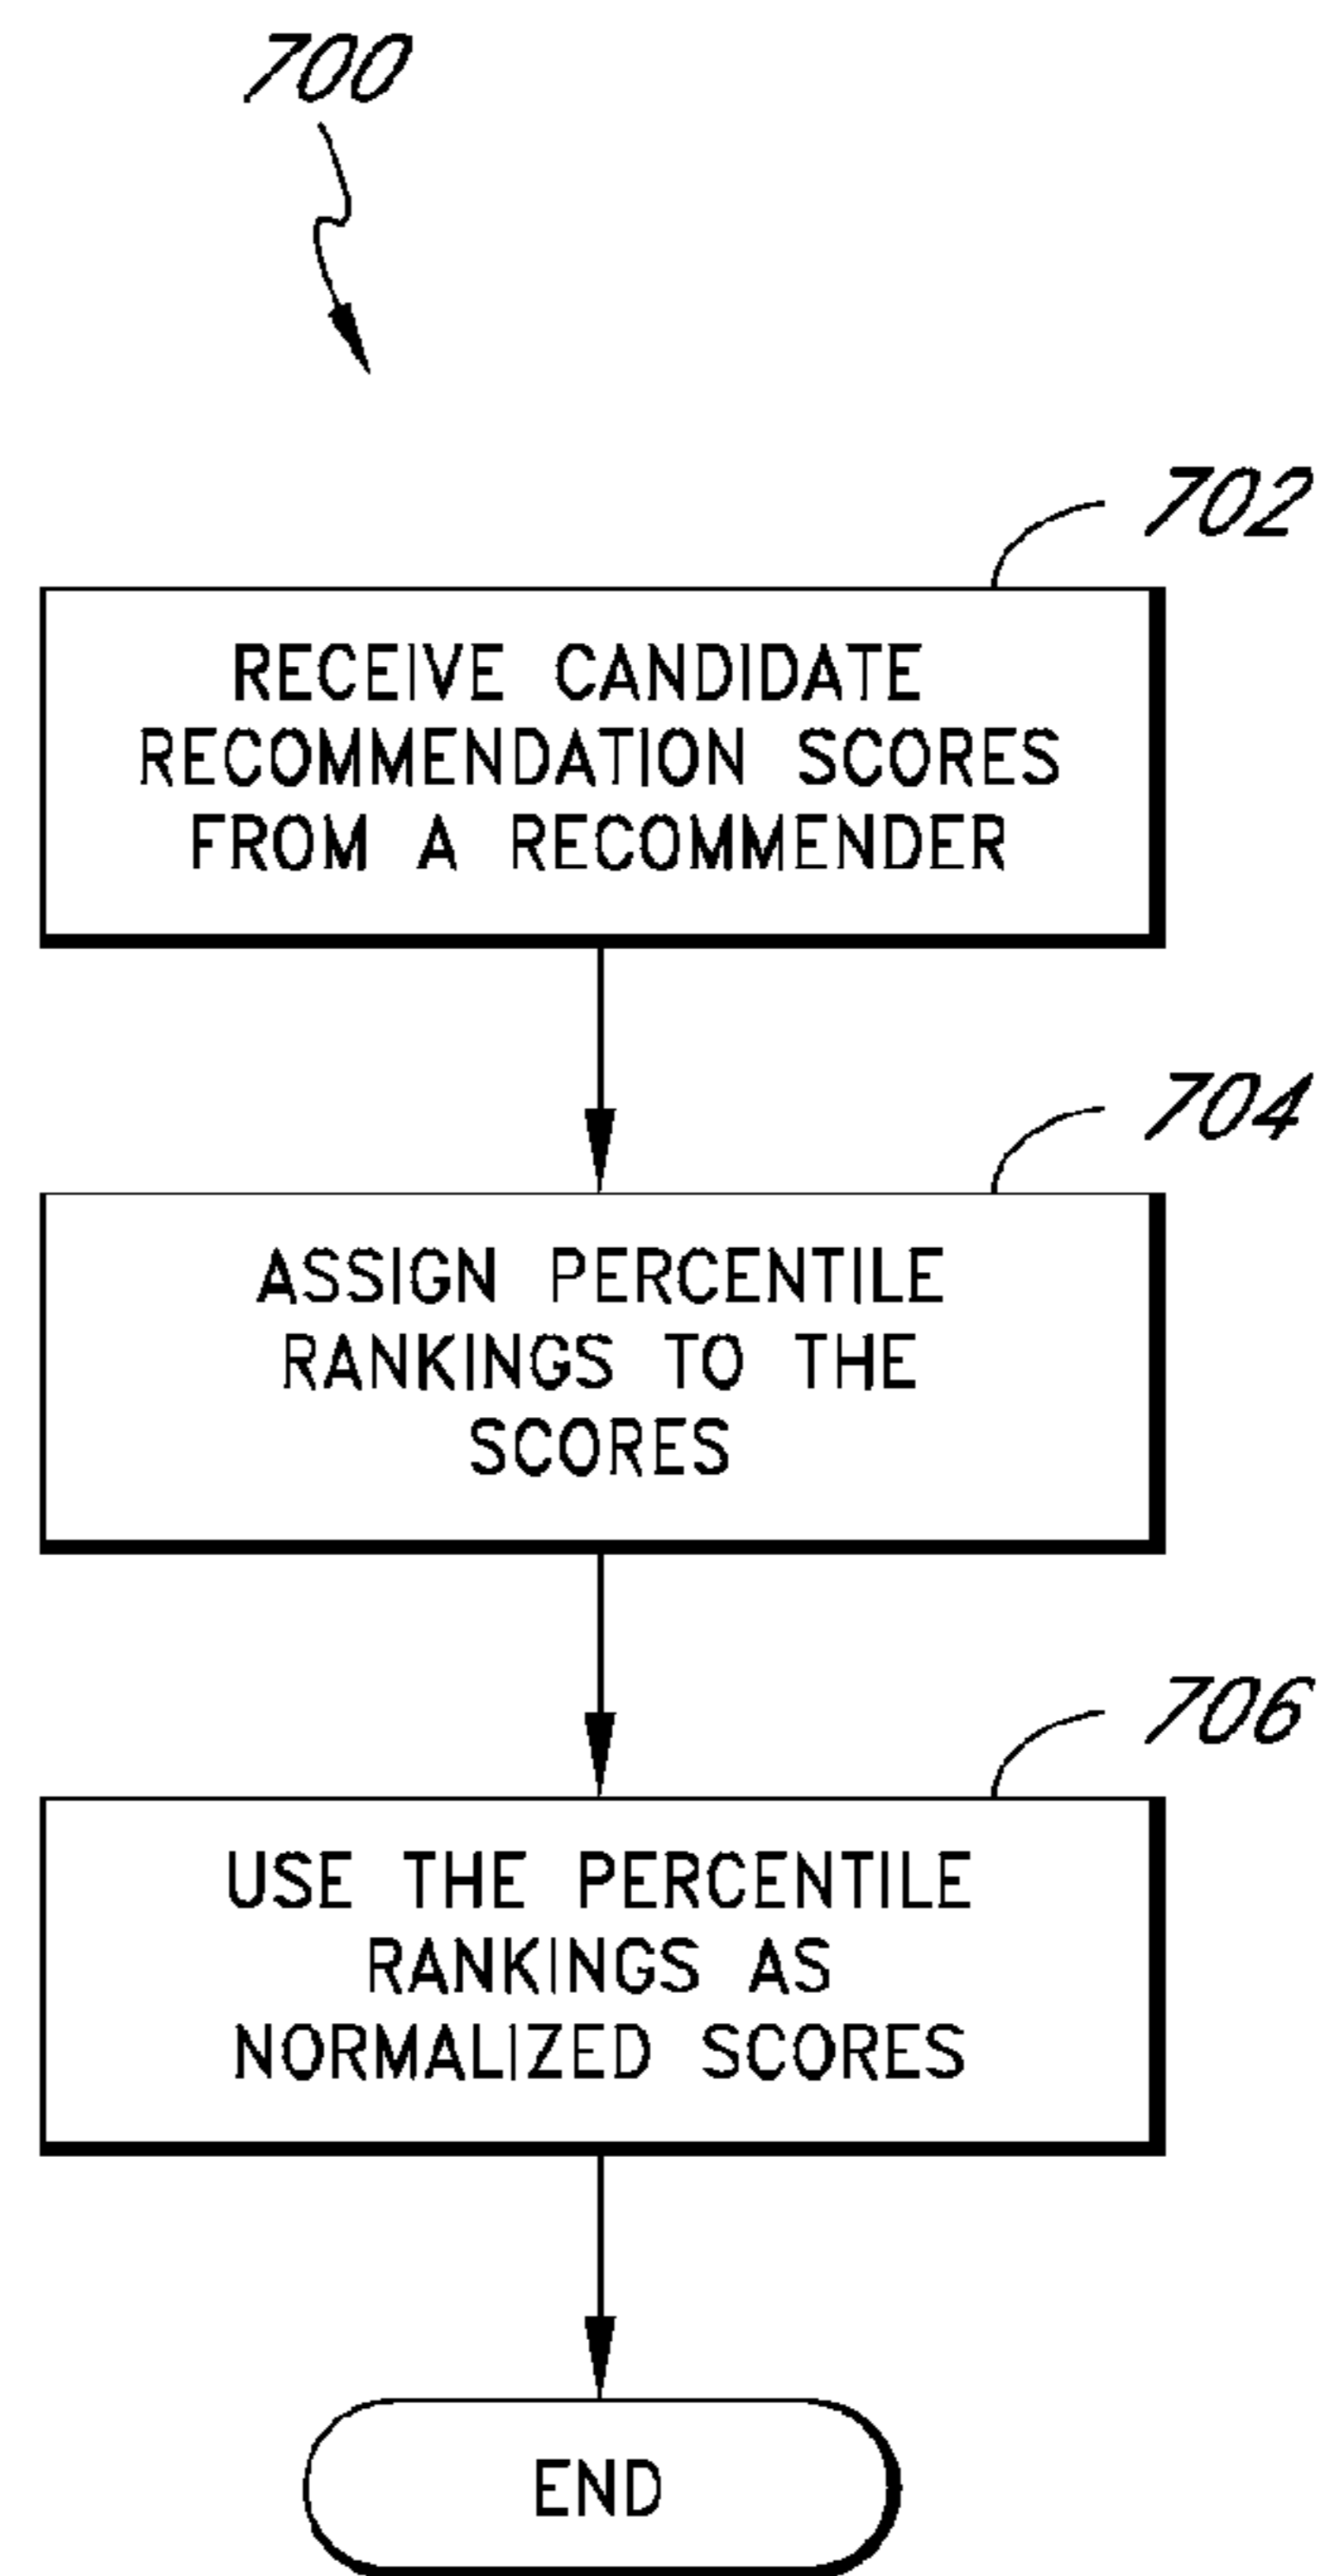 700
702
RECEIVE CANDIDATE
RECOMMENDATION SCORES
FROM A RECOMMENDER
704
ASSIGN PERCENTILE
RANKINGS TO THE
SCORES
706
USE THE PERCENTILE
RANKINGS AS
NORMALIZED SCORES
END